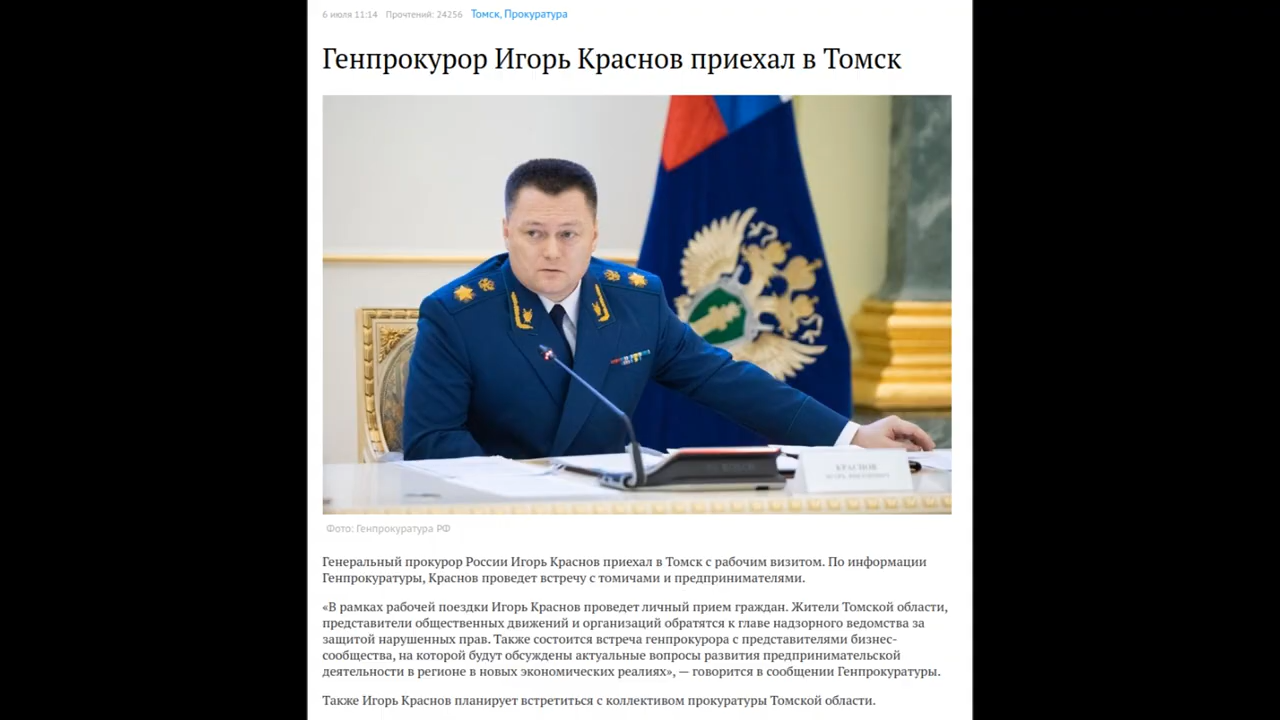 6 июля 11:14 Прочтений: 24256 Томск, Прокуратура
Генпрокурор Игорь Краснов приехал в Томск
КРАСНОВ
Фото: Генпрокуратура РФ
Генеральный прокурор России Игорь Краснов приехал в Томск с рабочим визитом. По информации
Генпрокуратуры, Краснов проведет встречу с томичами и предпринимателями.
«В рамках рабочей поездки Игорь Краснов проведет личный прием граждан. Жители Томской области,
представители общественных движений и организаций обратятся к главе надзорного ведомства за
защитой нарушенных прав. Также состоится встреча генпрокурора с представителями бизнес-
сообщества, на которой будут обсуждены актуальные вопросы развития предпринимательской
деятельности в регионе в новых экономических реалиях», — говорится в сообщении Генпрокуратуры.
Также Игорь Краснов планирует встретиться с коллективом прокуратуры Томской области.